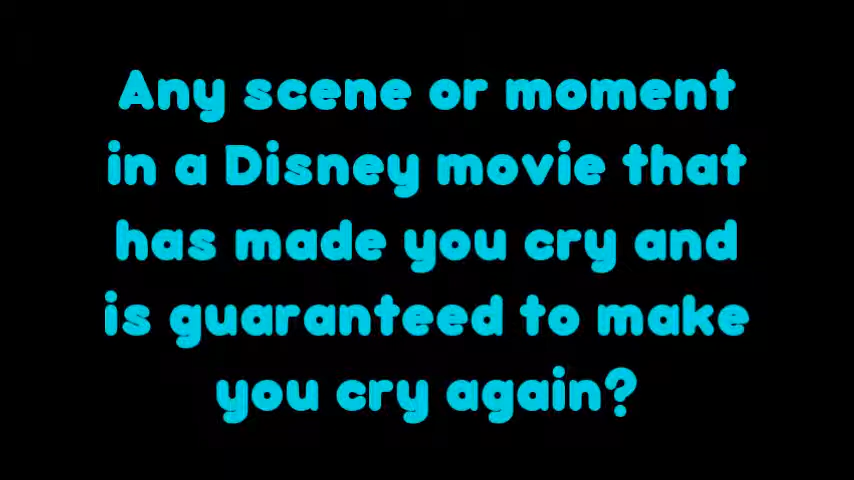 Any scene or moment
in a Disney movie that
has made you cry and
is guaranteed to make
you cry again?